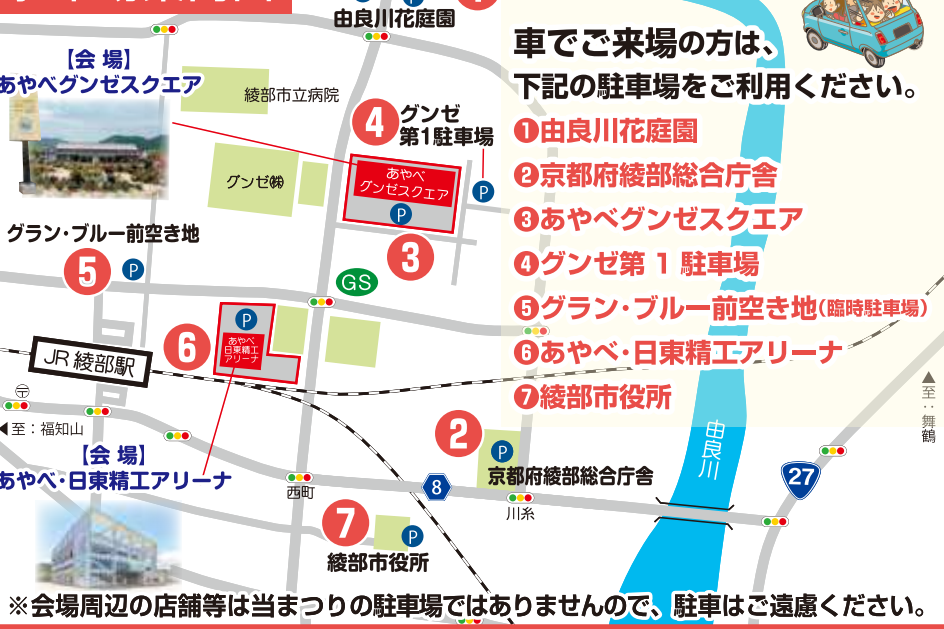 由良川花庭園
【会 場】
あやべグンゼスクエア
綾部市立病院
4
グンゼ
第1駐車場
グンゼ㈱
あやべ
グンゼスクエア
P
P
3
グラン・ブルー前空き地
5
P
GS
6
P
あやべ
日東精工
アリーナ
JR 綾部駅
〒
◀至：福知山
【会 場】
あやべ・日東精工アリーナ
西町
8
2
P
京都府綾部総合庁舎
川糸
7
P
綾部市役所
由良川
27
▲至：舞鶴
車でご来場の方は、
下記の駐車場をご利用ください。
❶由良川花庭園
❷京都府綾部総合庁舎
❸あやべグンゼスクエア
❹グンゼ第 1 駐車場
❺グラン・ブルー前空き地(臨時駐車場)
❻あやべ・日東精工アリーナ
❼綾部市役所
※会場周辺の店舗等は当まつりの駐車場ではありませんので、駐車はご遠慮ください。